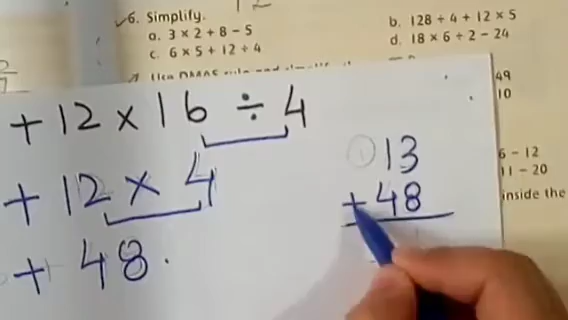 6. Simplify.
a. 3 × 2 + 8 − 5
b. 128 ÷ 4 + 12 × 5
c. 6 × 5 + 12 ÷ 4
d. 18 × 6 ÷ 2 − 24
49
10
6 − 12
11 − 20
inside the
+ 12 × 16 ÷ 4
+ 12 × 4
+ 48.
13
+ 48